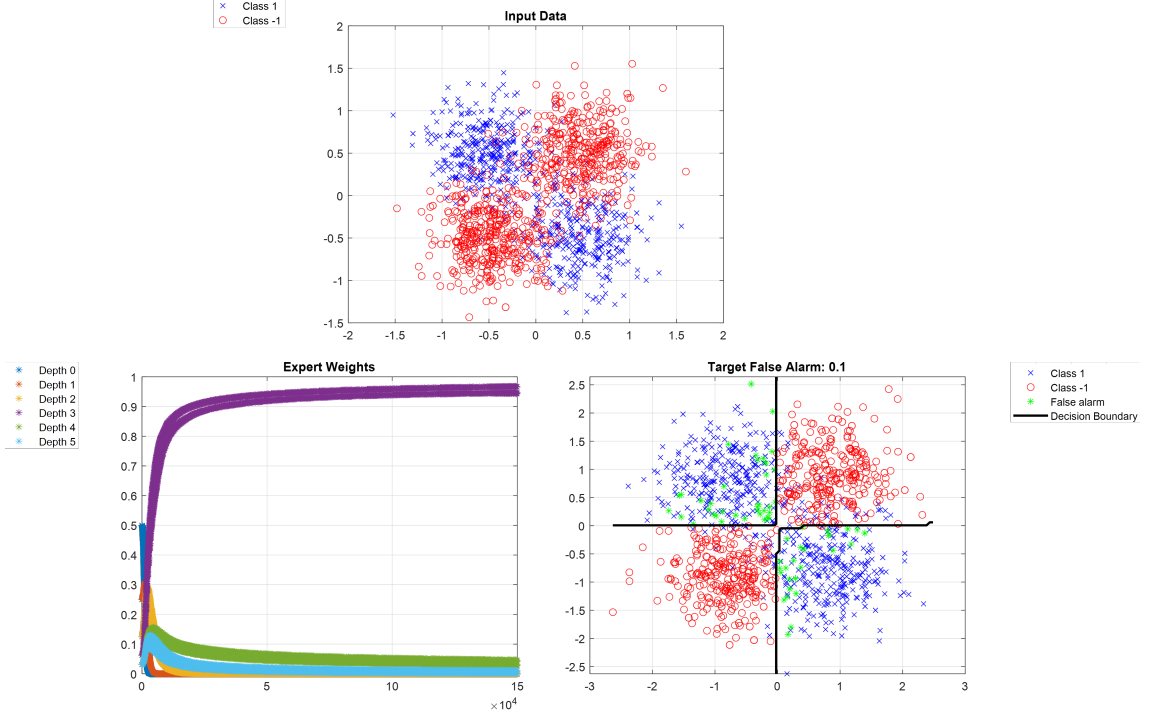 Class 1
Class -1
Input Data
2
1.5
1
0.5
0
-0.5
-1
-1.5
-2 -1.5 -1 -0.5 0 0.5 1 1.5 2
Depth 0
Depth 1
Depth 2
Depth 3
Depth 4
Depth 5
Expert Weights
1
0.9
0.8
0.7
0.6
0.5
0.4
0.3
0.2
0.1
0
0 5 10 15
×10⁴
Target False Alarm: 0.1
2.5
2
1.5
1
0.5
0
-0.5
-1
-1.5
-2
-2.5
-3 -2 -1 0 1 2 3
Class 1
Class -1
False alarm
Decision Boundary